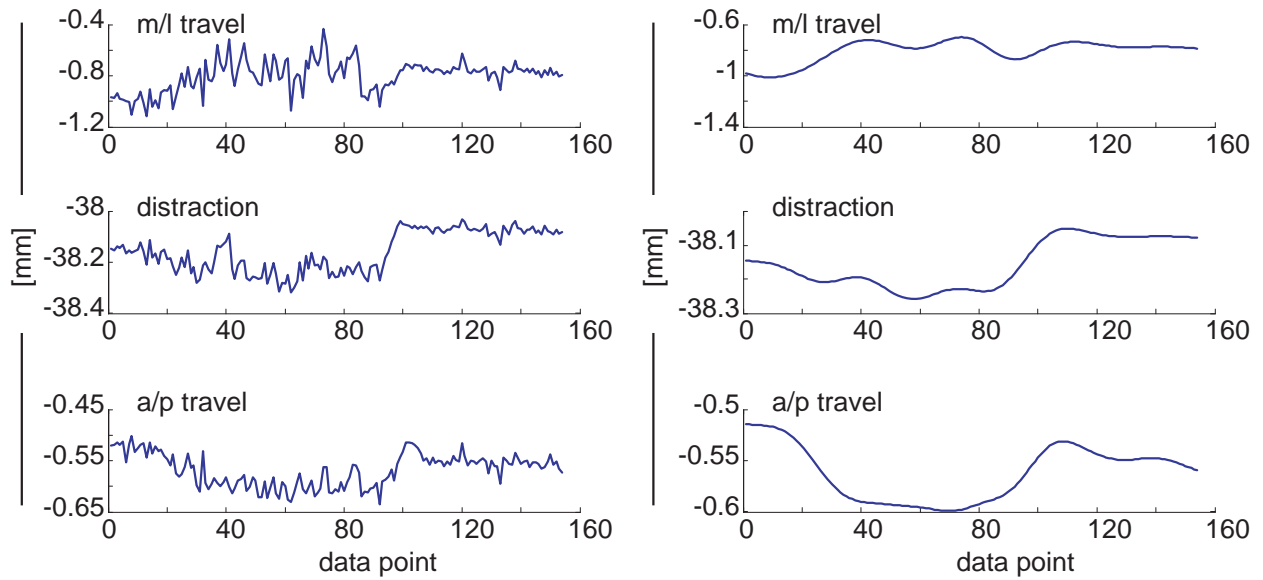 m/l travel
-0.4
-0.8
-1.2
0 40 80 120 160
distraction
-38
-38.2
-38.4
0 40 80 120 160
a/p travel
-0.45
-0.55
-0.65
0 40 80 120 160
data point
[mm]
m/l travel
-0.6
-1
-1.4
0 40 80 120 160
distraction
-38.1
-38.3
0 40 80 120 160
a/p travel
-0.5
-0.55
-0.6
0 40 80 120 160
data point
[mm]